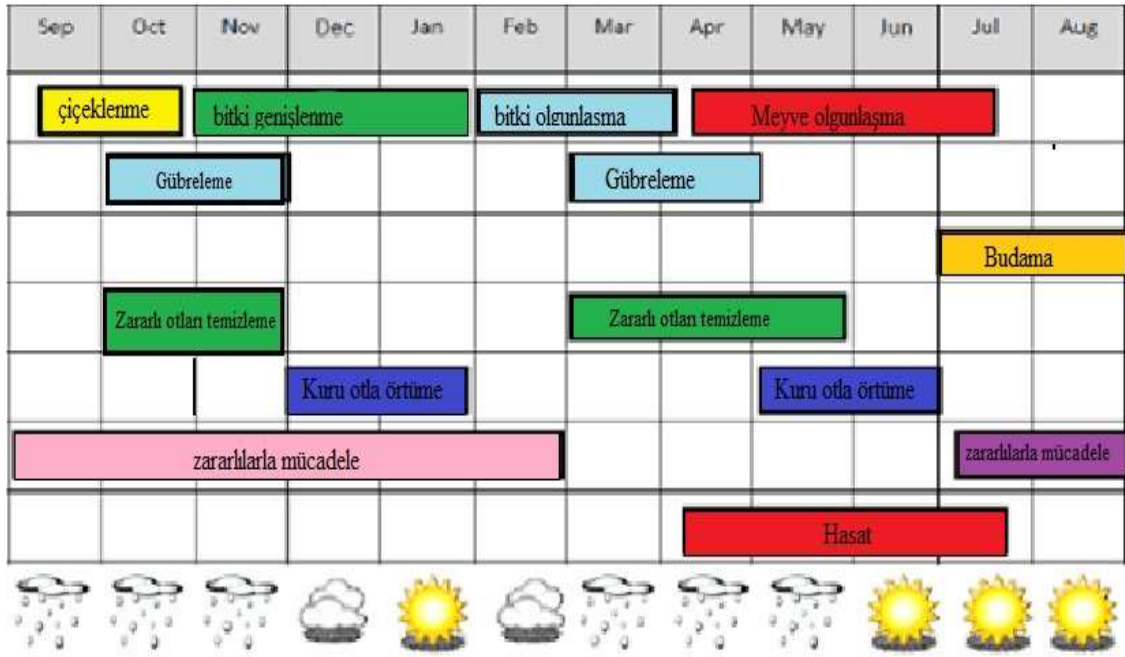 Sep Oct Nov Dec Jan Feb Mar Apr May Jun Jul Aug
çiçeklenme bitki genişlenme bitki olgunlasma Meyve olgunlaşma
Gübreleme Gübreleme
Budama
Zararlı otları temizleme Zararlı otları temizleme
Kuru otla örtüme Kuru otla örtüme
zararlılarla mücadele zararlılarla mücadele
Hasat